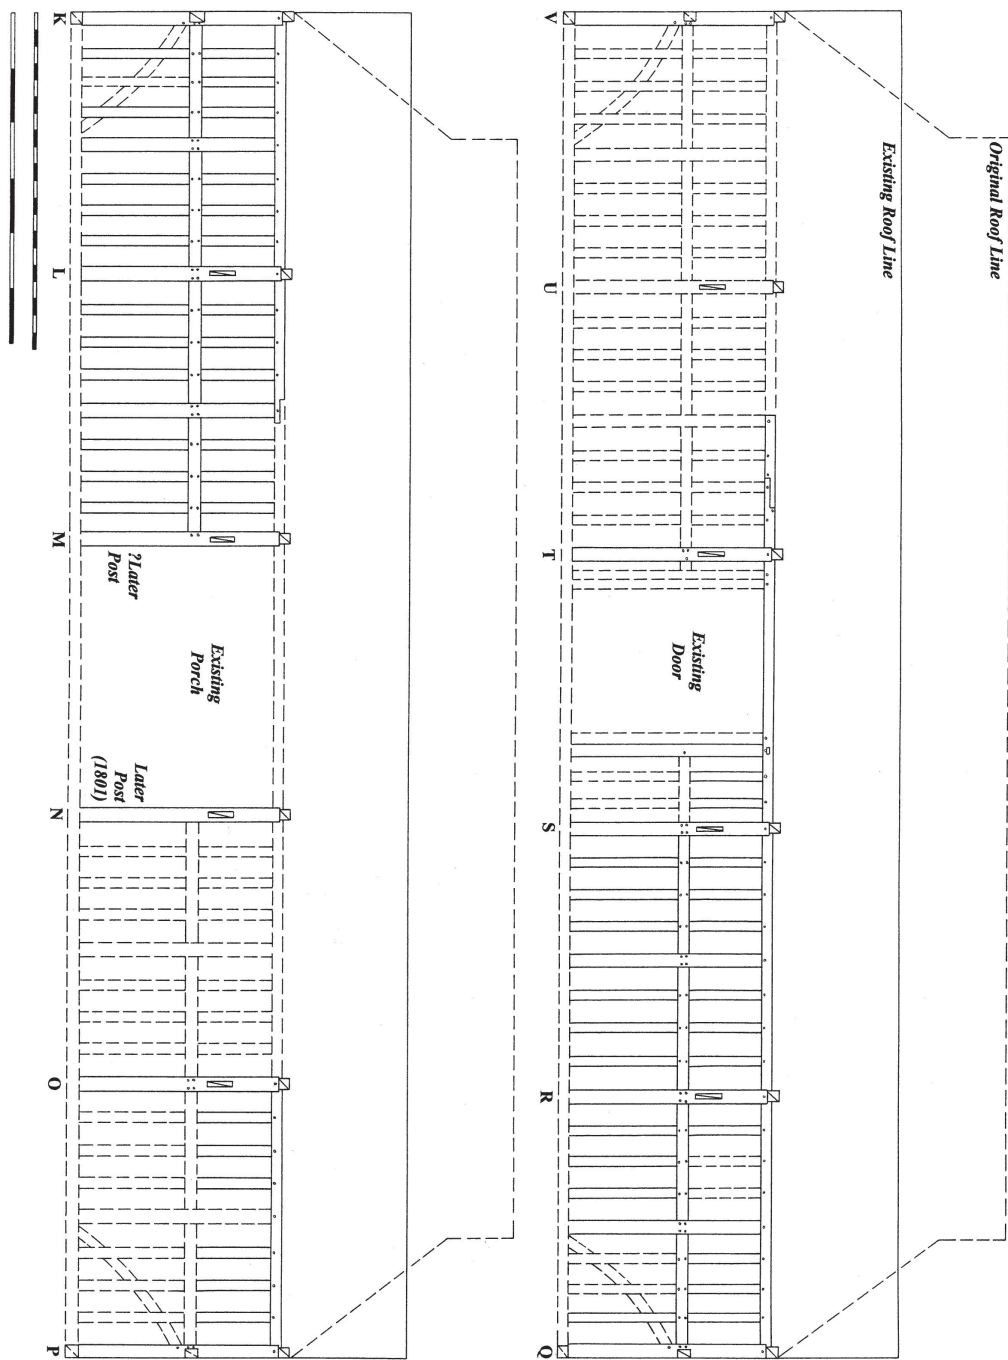 Original Roof Line
Existing Roof Line
V
U
T
S
R
Q
Existing
Door
K
L
M
N
O
P
?Later
Post
Existing
Porch
Later
Post
(1801)